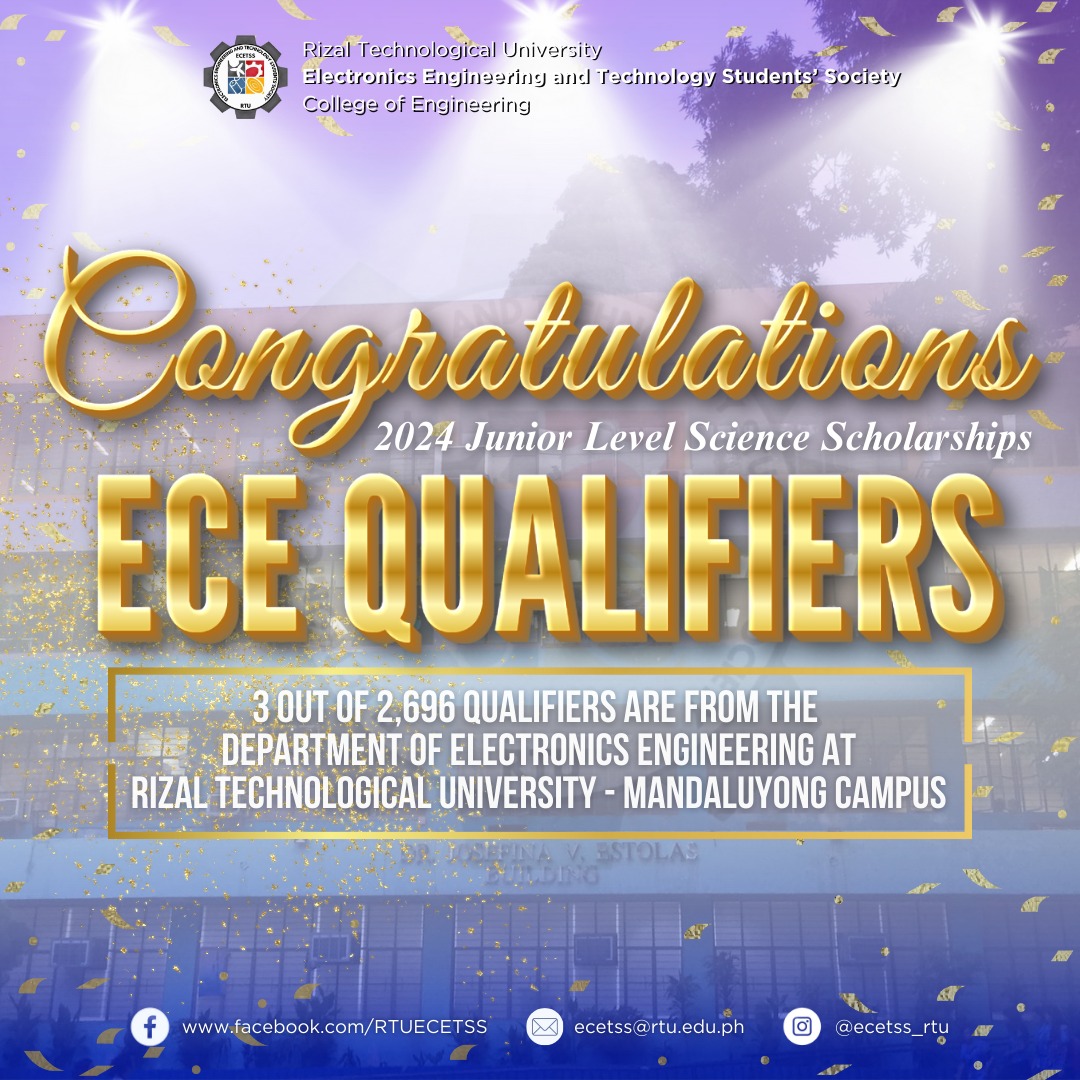 Rizal Technological University
Electronics Engineering and Technology Students' Society
College of Engineering
ECETSS
RTU
Congratulations
2024 Junior Level Science Scholarships
ECE QUALIFIERS
3 OUT OF 2,696 QUALIFIERS ARE FROM THE
DEPARTMENT OF ELECTRONICS ENGINEERING AT
RIZAL TECHNOLOGICAL UNIVERSITY - MANDALUYONG CAMPUS
DR. JOSEFINA V. ESTOLAS
BUILDING
www.facebook.com/RTUECETSS
ecetss@rtu.edu.ph
@ecetss_rtu